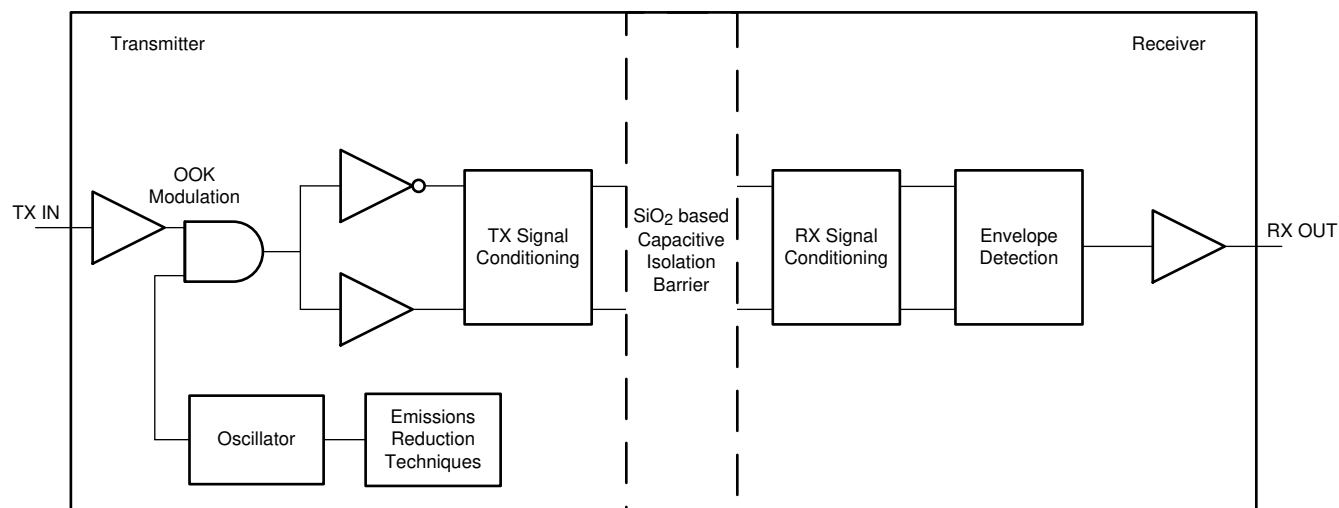 Transmitter
Receiver
OOK
Modulation
TX IN
TX Signal
Conditioning
SiO2 based
Capacitive
Isolation
Barrier
RX Signal
Conditioning
Envelope
Detection
RX OUT
Oscillator
Emissions
Reduction
Techniques